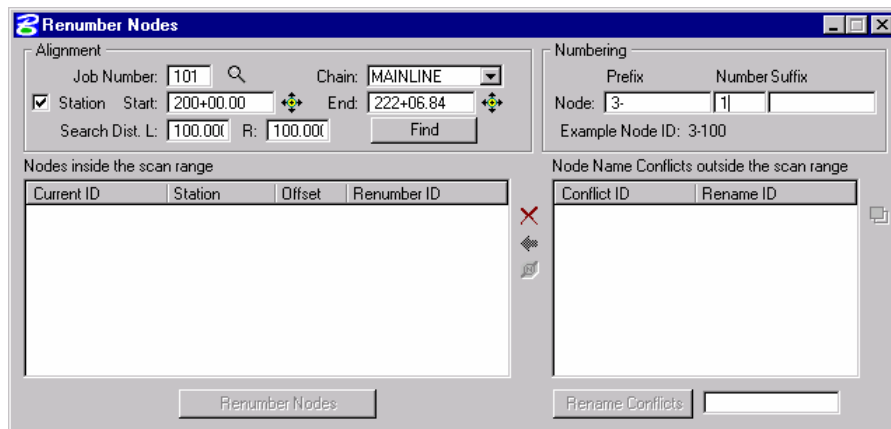 Renumber Nodes
Alignment
Job Number: 101 Chain: MAINLINE
Station Start: 200+00.00 End: 222+06.84
Search Dist. L: 100.000 R: 100.000 Find
Numbering
Prefix Number Suffix
Node: 3- 1
Example Node ID: 3-100
Nodes inside the scan range
Current ID Station Offset Renumber ID
Renumber Nodes
Node Name Conflicts outside the scan range
Conflict ID Rename ID
Rename Conflicts